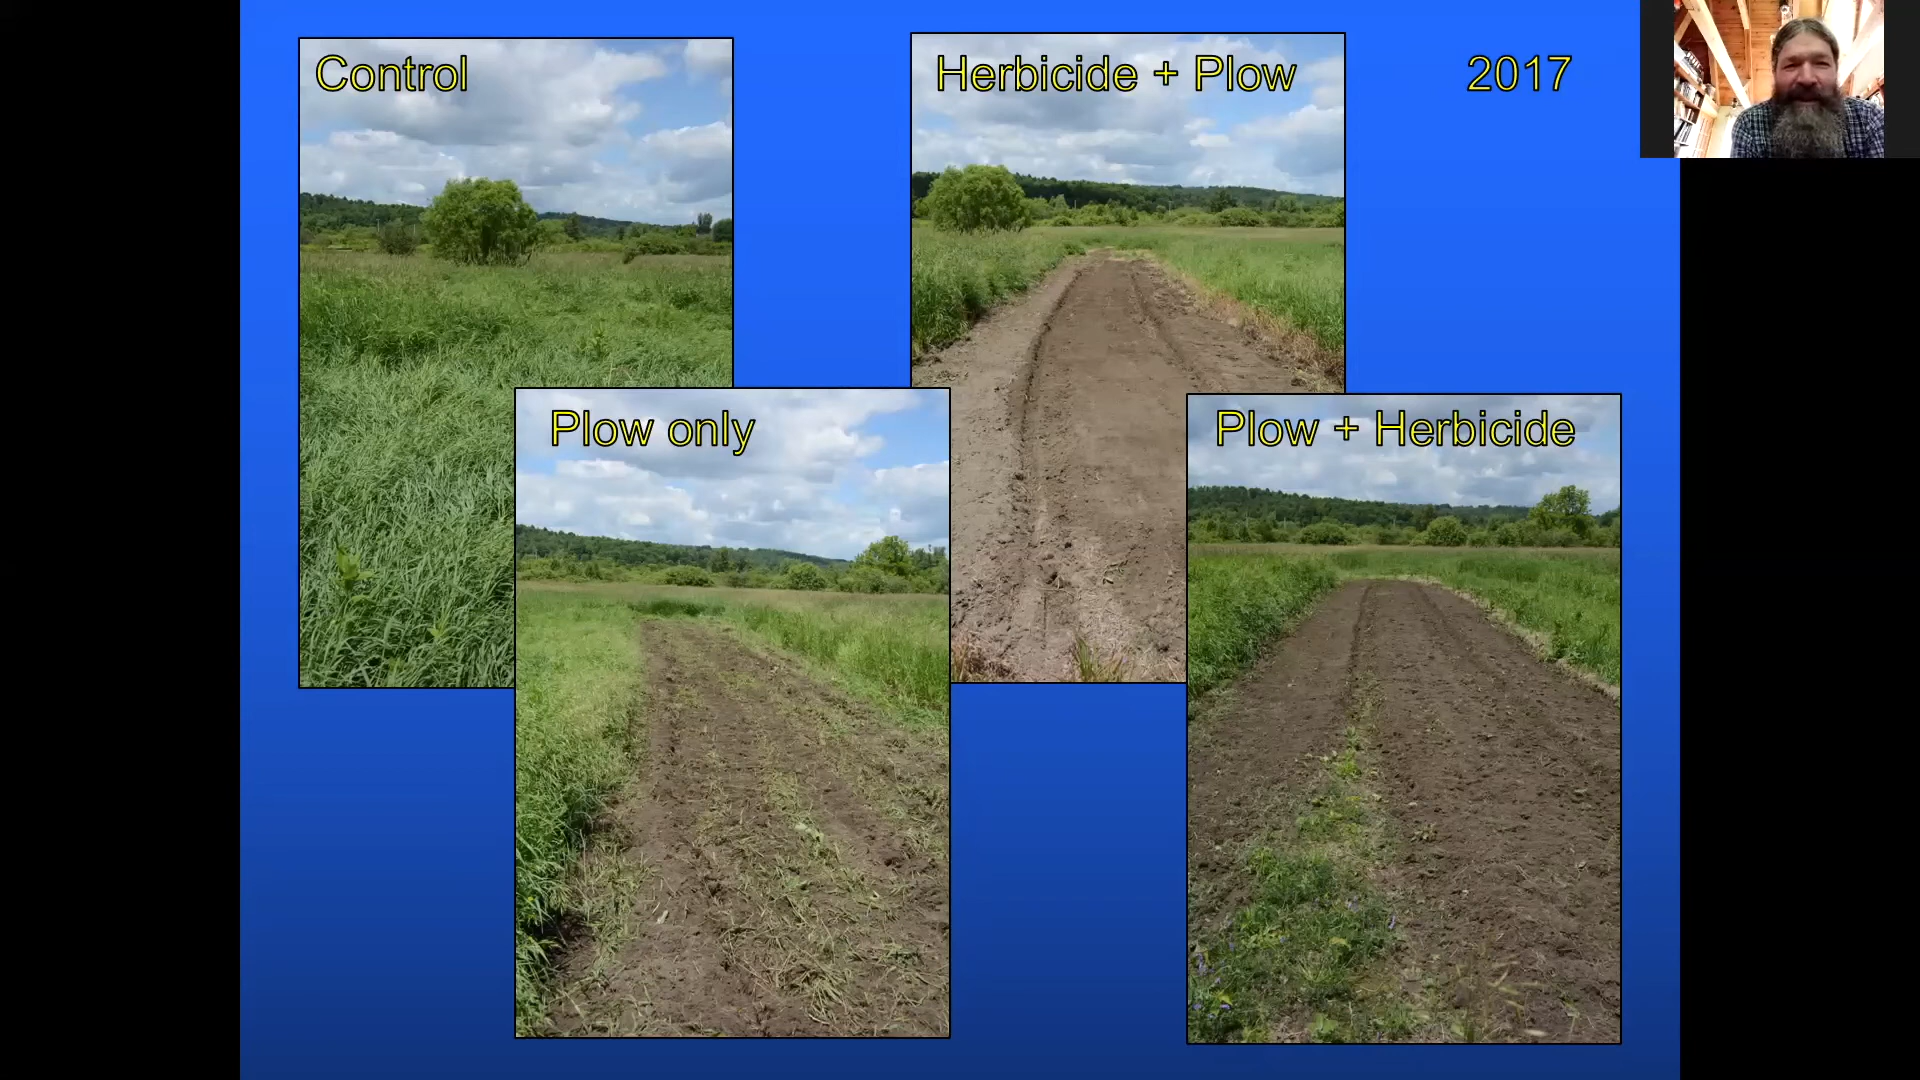 Control
Herbicide + Plow
2017
Plow only
Plow + Herbicide